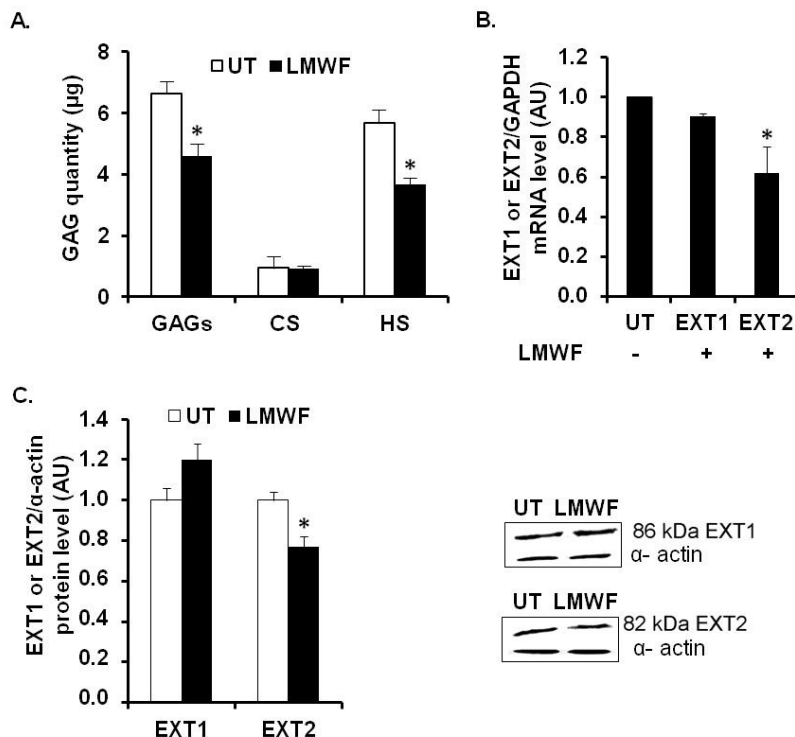 A.
GAG quantity (µg)
8
6
4
2
0
UT LMWF
*
*
GAGs CS HS
B.
EXT1 or EXT2/GAPDH
mRNA level (AU)
1.2
1.0
0.8
0.6
0.4
0.2
0.0
*
UT EXT1 EXT2
LMWF - + +
C.
EXT1 or EXT2/α-actin
protein level (AU)
1.4
1.2
1.0
0.8
0.6
0.4
0.2
0.0
UT LMWF
*
EXT1 EXT2
UT LMWF
86 kDa EXT1
α- actin
UT LMWF
82 kDa EXT2
α- actin